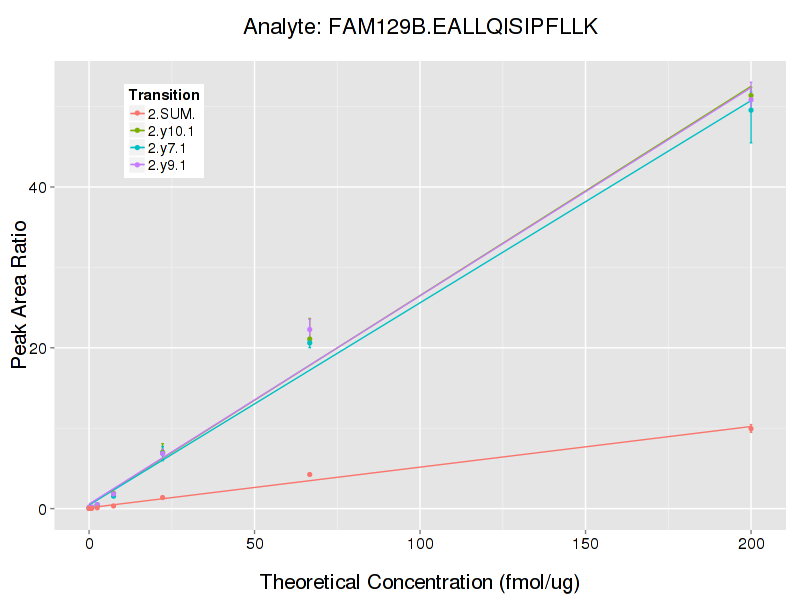 Analyte: FAM129B.EALLQISIPFLLK
Transition
2.SUM.
2.y10.1
2.y7.1
2.y9.1
Peak Area Ratio
40
20
0
0 50 100 150 200
Theoretical Concentration (fmol/ug)